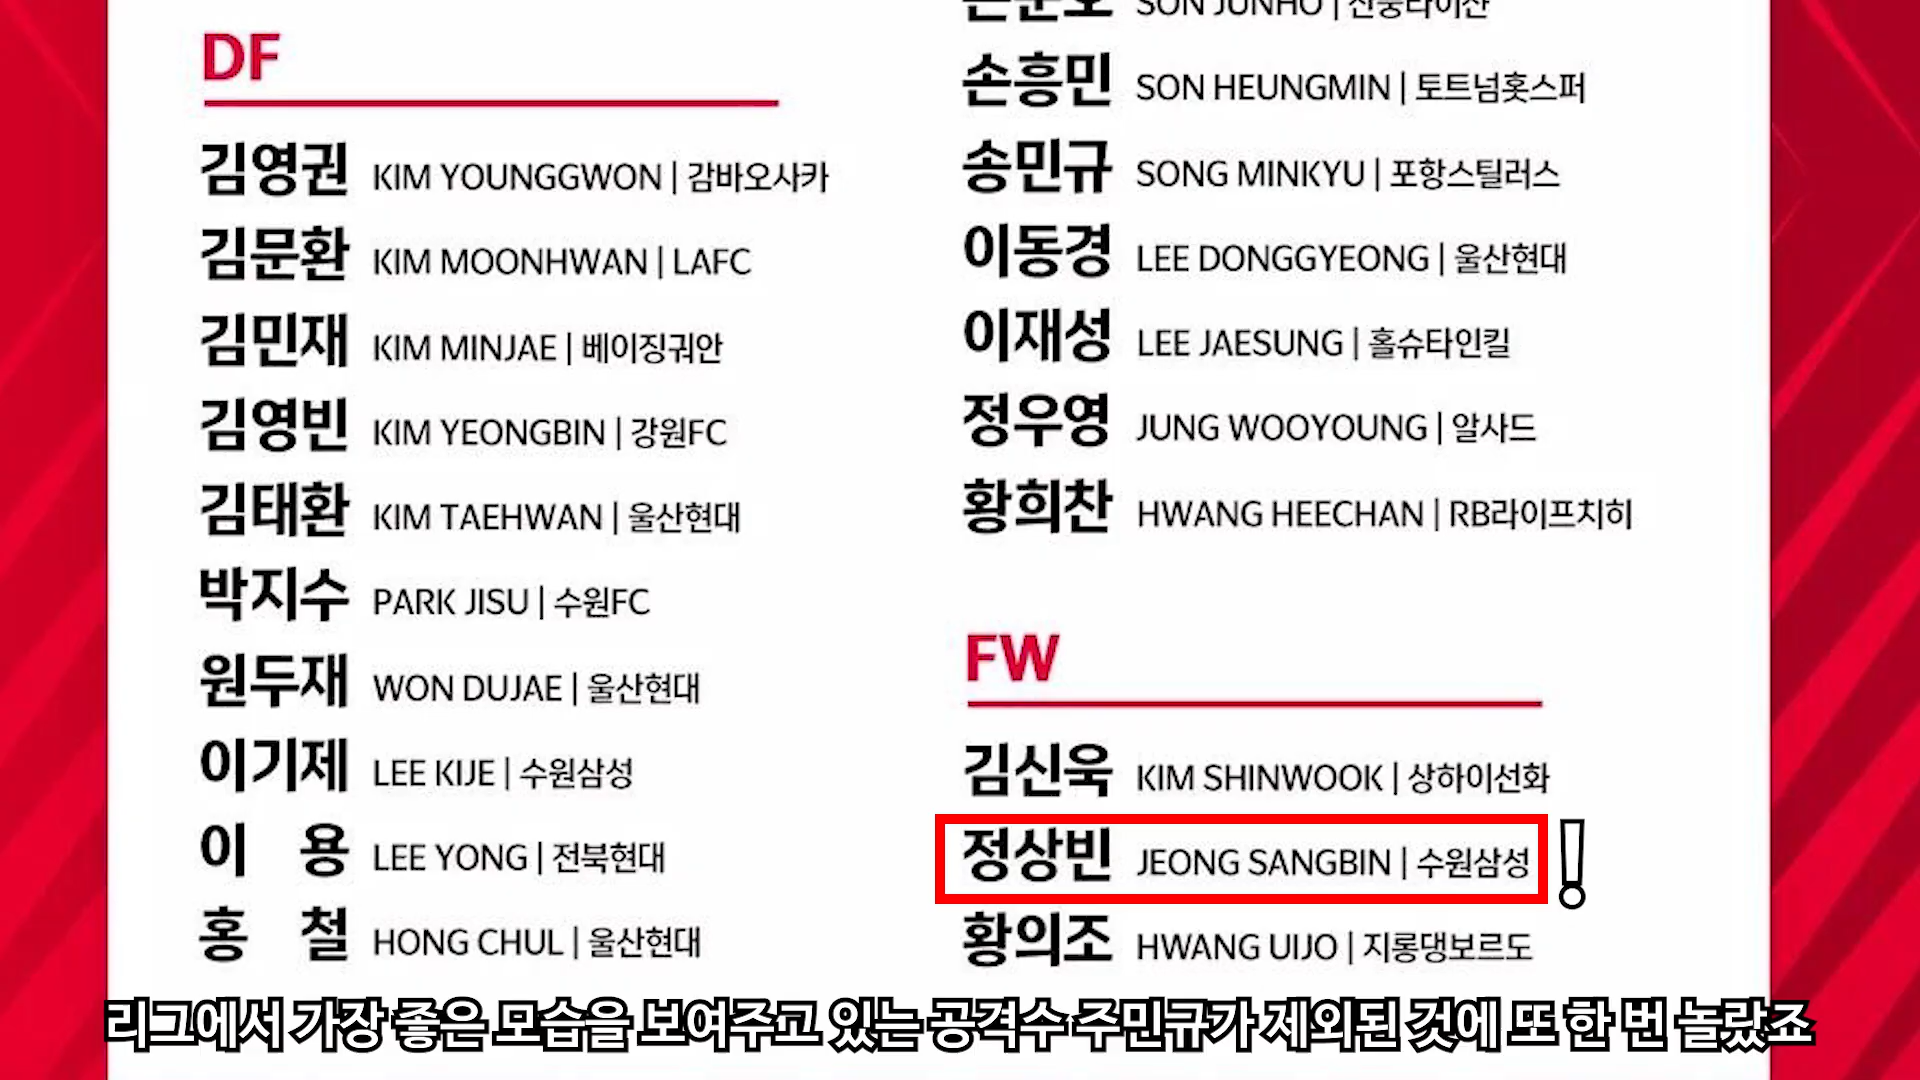 DF
김영권 KIM YOUNGGWON | 감바오사카
김문환 KIM MOONHWAN | LAFC
김민재 KIM MINJAE | 베이징궈안
김영빈 KIM YEONGBIN | 강원FC
김태환 KIM TAEHWAN | 울산현대
박지수 PARK JISU | 수원FC
원두재 WON DUJAE | 울산현대
이기제 LEE KIJE | 수원삼성
이 용 LEE YONG | 전북현대
홍 철 HONG CHUL | 울산현대
손준호 SON JUNHO | 산둥타이산
손흥민 SON HEUNGMIN | 토트넘홋스퍼
송민규 SONG MINKYU | 포항스틸러스
이동경 LEE DONGGYEONG | 울산현대
이재성 LEE JAESUNG | 홀슈타인킬
정우영 JUNG WOOYOUNG | 알사드
황희찬 HWANG HEECHAN | RB라이프치히
FW
김신욱 KIM SHINWOOK | 상하이선화
정상빈 JEONG SANGBIN | 수원삼성 !
황의조 HWANG UIJO | 지롱댕보르도
리그에서 가장 좋은 모습을 보여주고 있는 공격수 주민규가 제외된 것에 또 한 번 놀랐죠